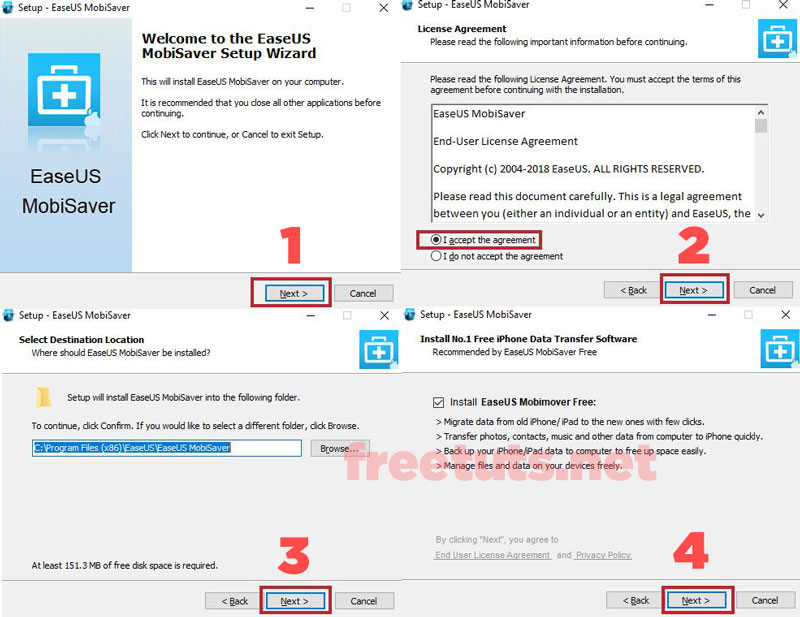 Setup - EaseUS MobiSaver
Welcome to the EaseUS
MobiSaver Setup Wizard
This will install EaseUS MobiSaver on your computer.
It is recommended that you close all other applications before
continuing.
Click Next to continue, or Cancel to exit Setup.
EaseUS
MobiSaver
1
Next >
Cancel
Setup - EaseUS MobiSaver
License Agreement
Please read the following important information before continuing.
Please read the following License Agreement. You must accept the terms of this
agreement before continuing with the installation.
EaseUS MobiSaver
End-User License Agreement
Copyright (c) 2004-2018 EaseUS. ALL RIGHTS RESERVED.
Please read this document carefully. This is a legal agreement
between you (either an individual or an entity) and EaseUS, the
I accept the agreement
I do not accept the agreement
2
< Back
Next >
Cancel
Setup - EaseUS MobiSaver
Select Destination Location
Where should EaseUS MobiSaver be installed?
Setup will install EaseUS MobiSaver into the following folder.
To continue, click Confirm. If you would like to select a different folder, click Browse.
C:\Program Files (x86)\EaseUS\EaseUS MobiSaver
Browse...
At least 151.3 MB of free disk space is required.
3
< Back
Next >
Cancel
Setup - EaseUS MobiSaver
Install No.1 Free iPhone Data Transfer Software
Recommended by EaseUS MobiSaver Free
Install EaseUS Mobimover Free:
> Migrate data from old iPhone/ iPad to the new ones with few clicks.
> Transfer photos, contacts, music and other data from computer to iPhone quickly.
> Back up your iPhone/iPad data to computer to free up space easily.
> Manage files and data on your devices freely.
freetuts.net
By clicking "Next", you agree to
End User License Agreement and Privacy Policy.
4
< Back
Next >
Cancel